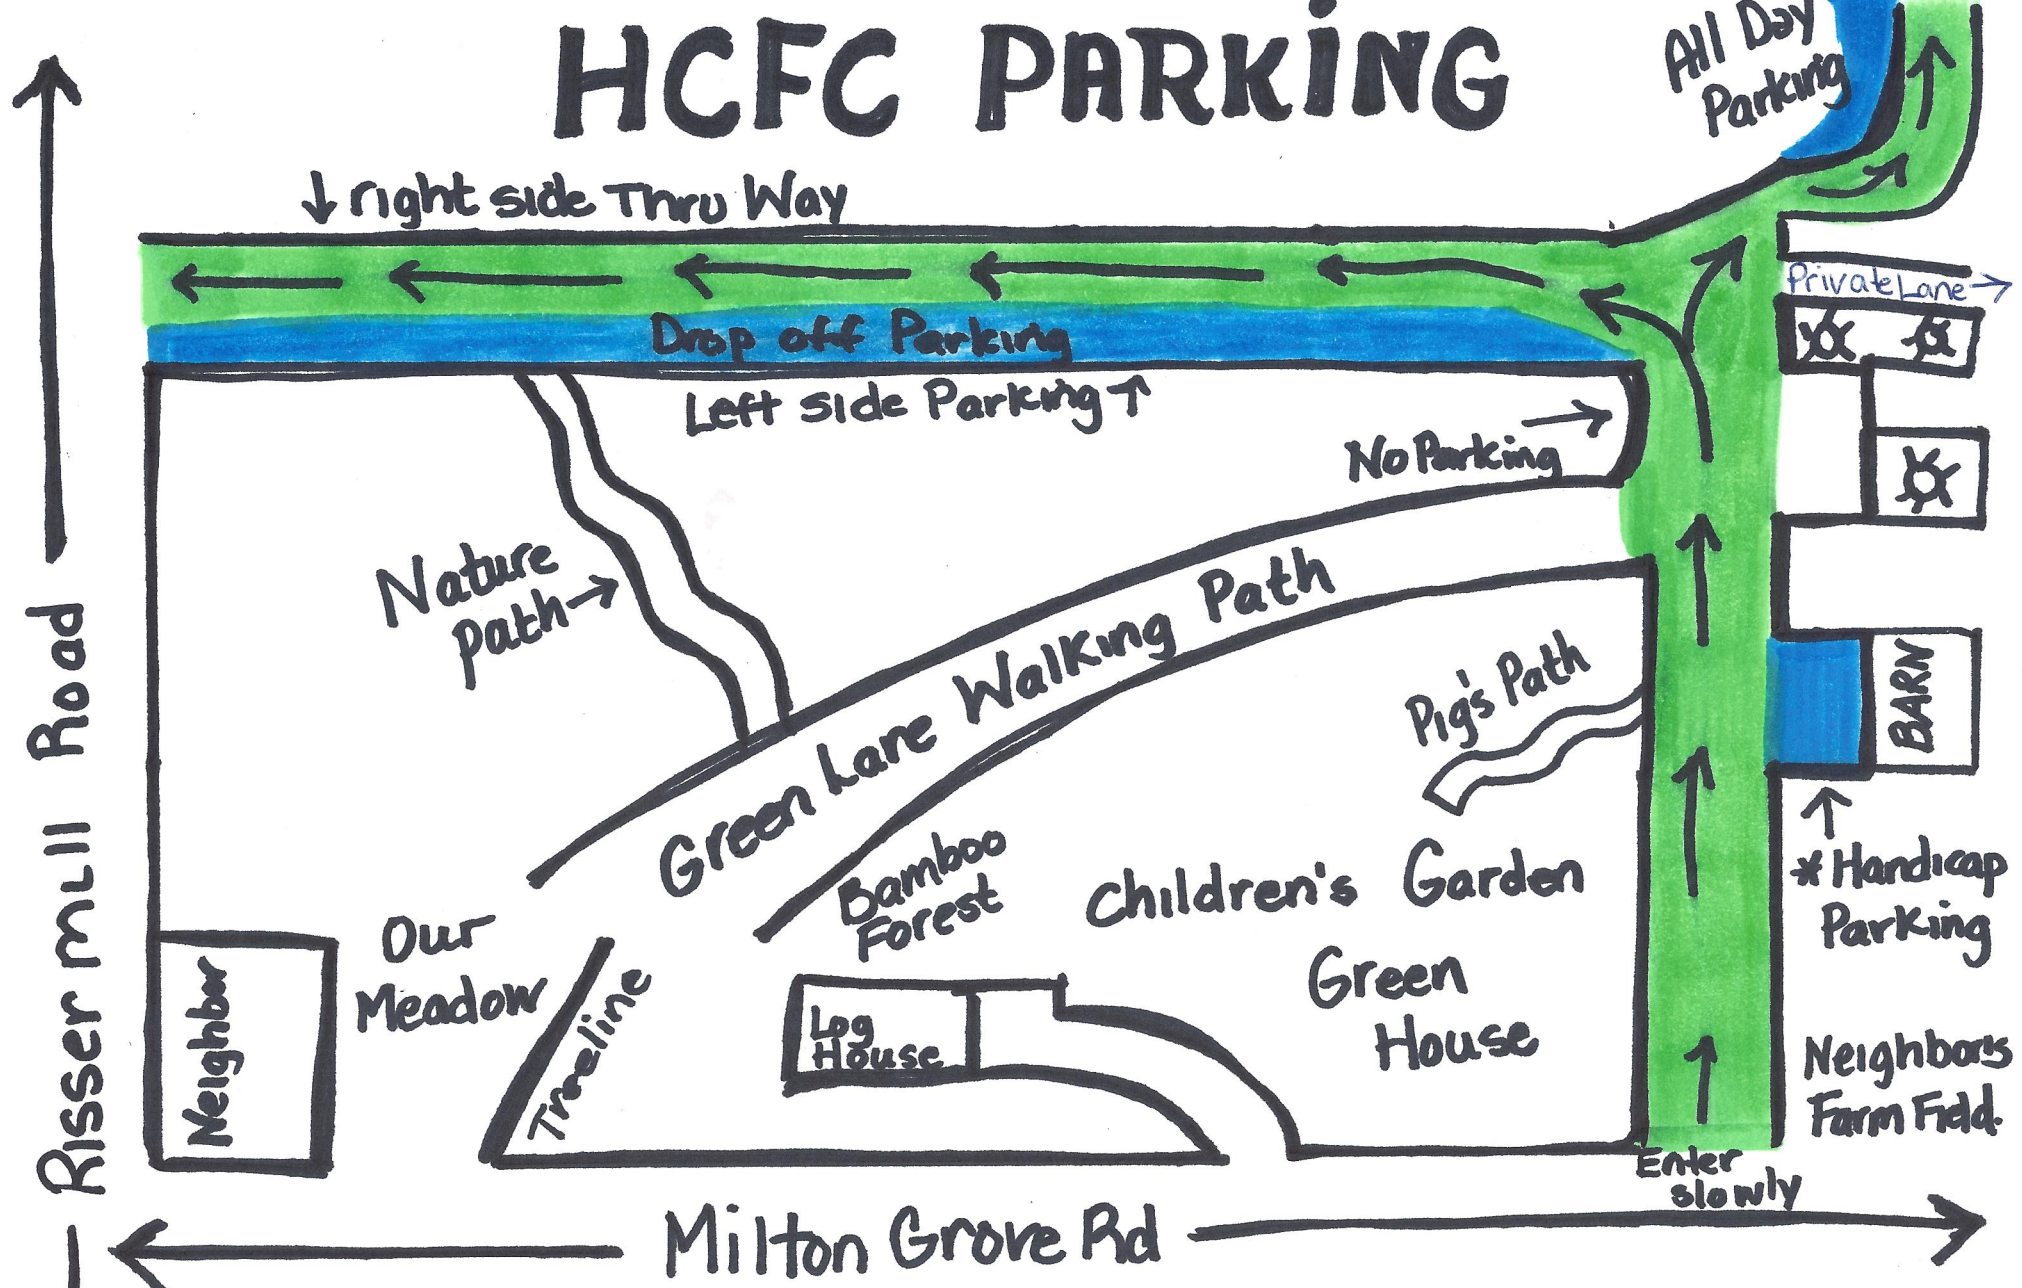 HCFC PARKING
All Day
Parking
↓ right side Thru Way
Private Lane →
Drop off Parking
Left side Parking ↑
No Parking →
Nature
path →
Green Lane Walking Path
Pig's Path
BARN
Risser Mill Road
Bamboo
Forest
Children's Garden
* Handicap
Parking
Our
Meadow
Green
House
Neighbor
Treeline
Log
House
Neighbor's
Farm Field.
Enter
slowly
Milton Grove Rd